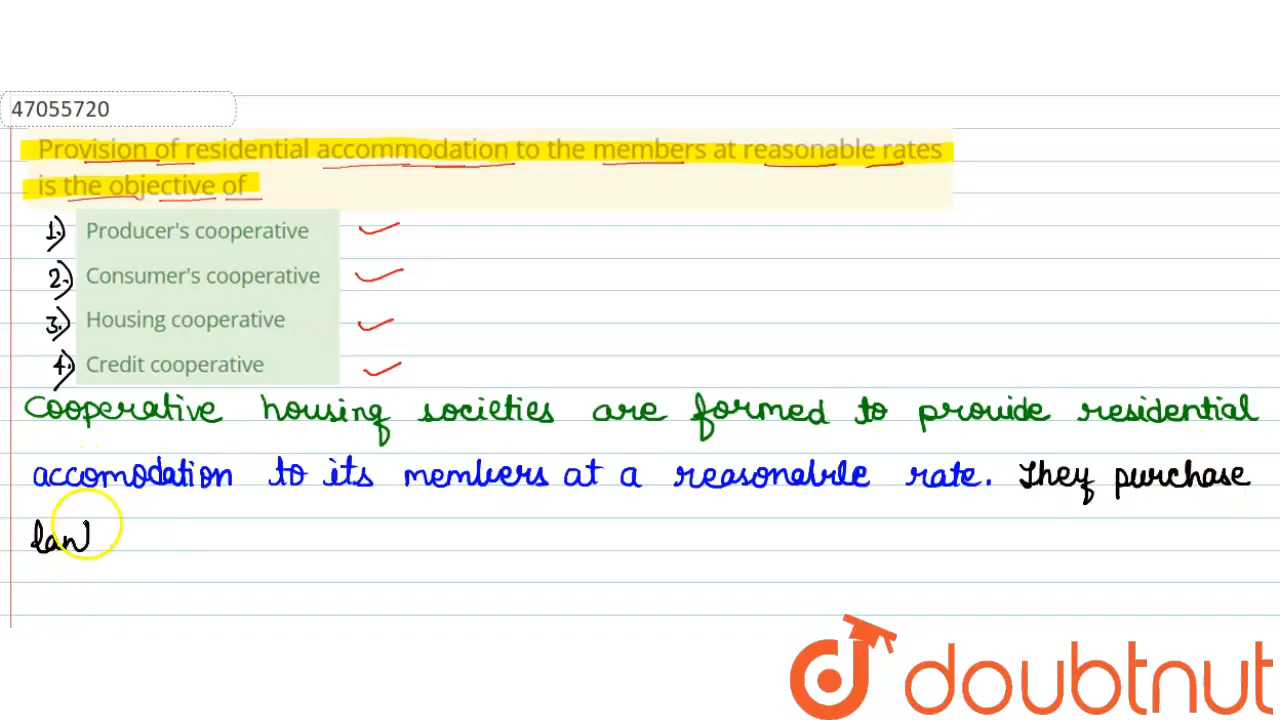 47055720
Provision of residential accommodation to the members at reasonable rates
is the objective of
1.) Producer's cooperative
2.) Consumer's cooperative
3.) Housing cooperative
4.) Credit cooperative
Cooperative housing societies are formed to provide residential
accomodation to its members at a reasonable rate. They purchase
lan
doubtnut